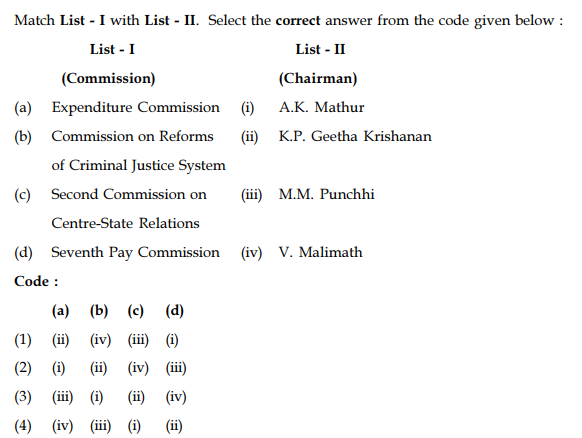 Match List - I with List - II. Select the correct answer from the code given below :
List - I List - II
(Commission) (Chairman)
(a) Expenditure Commission (i) A.K. Mathur
(b) Commission on Reforms (ii) K.P. Geetha Krishanan
of Criminal Justice System
(c) Second Commission on (iii) M.M. Punchhi
Centre-State Relations
(d) Seventh Pay Commission (iv) V. Malimath
Code :
(a) (b) (c) (d)
(1) (ii) (iv) (iii) (i)
(2) (i) (ii) (iv) (iii)
(3) (iii) (i) (ii) (iv)
(4) (iv) (iii) (i) (ii)